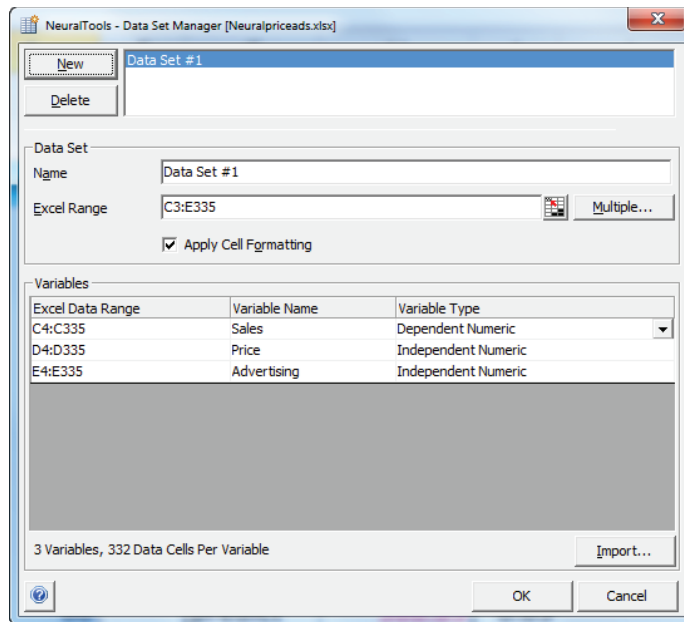 NeuralTools - Data Set Manager [Neuralpriceads.xlsx]
New
Data Set #1
Delete
Data Set
Name
Data Set #1
Excel Range
C3:E335
Multiple...
Apply Cell Formatting
Variables
Excel Data Range Variable Name Variable Type
C4:C335 Sales Dependent Numeric
D4:D335 Price Independent Numeric
E4:E335 Advertising Independent Numeric
3 Variables, 332 Data Cells Per Variable
Import...
OK
Cancel